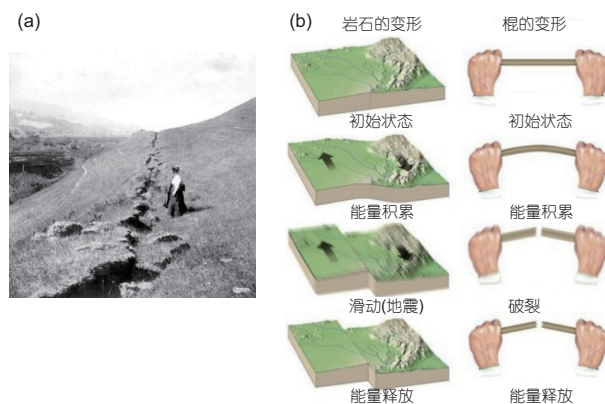 (a)
(b)
岩石的变形
棍的变形
初始状态
初始状态
能量积累
能量积累
滑动(地震)
破裂
能量释放
能量释放